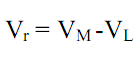 Vr = VM -VL